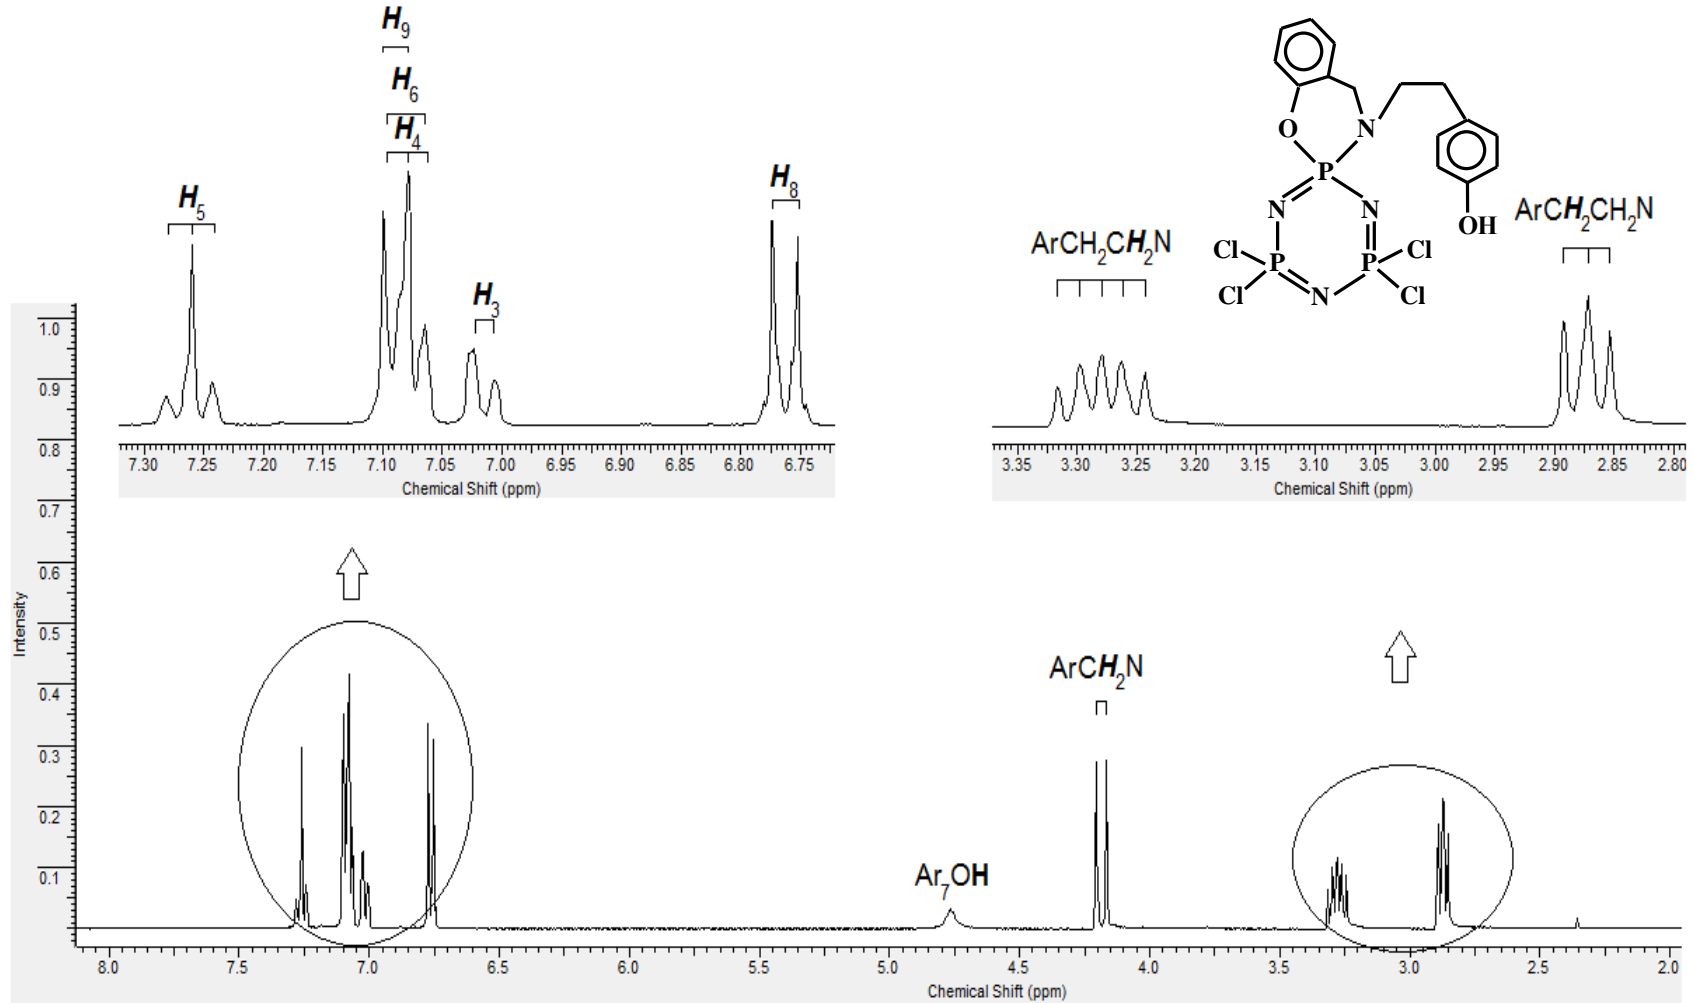 H9
H6
H4
H5
H3
H8
7.30 7.25 7.20 7.15 7.10 7.05 7.00 6.95 6.90 6.85 6.80 6.75
Chemical Shift (ppm)
O
N
P
N
N
Cl
P
P
Cl
Cl
N
Cl
OH
ArCH2CH2N
ArCH2CH2N
3.35 3.30 3.25 3.20 3.15 3.10 3.05 3.00 2.95 2.90 2.85 2.80
Chemical Shift (ppm)
1.0
0.9
0.8
0.7
0.6
0.5
0.4
0.3
0.2
0.1
Intensity
ArCH2N
Ar7OH
8.0 7.5 7.0 6.5 6.0 5.5 5.0 4.5 4.0 3.5 3.0 2.5 2.0
Chemical Shift (ppm)